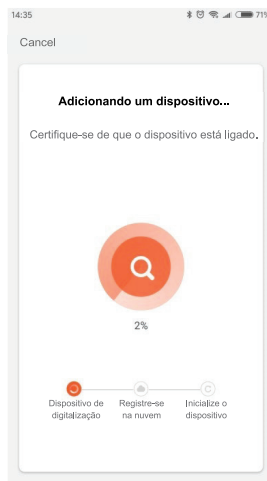 14:35
71%
Cancel
Adicionando um dispositivo...
Certifique-se de que o dispositivo está ligado.
2%
Dispositivo de
digitalização
Registre-se
na nuvem
Inicialize o
dispositivo